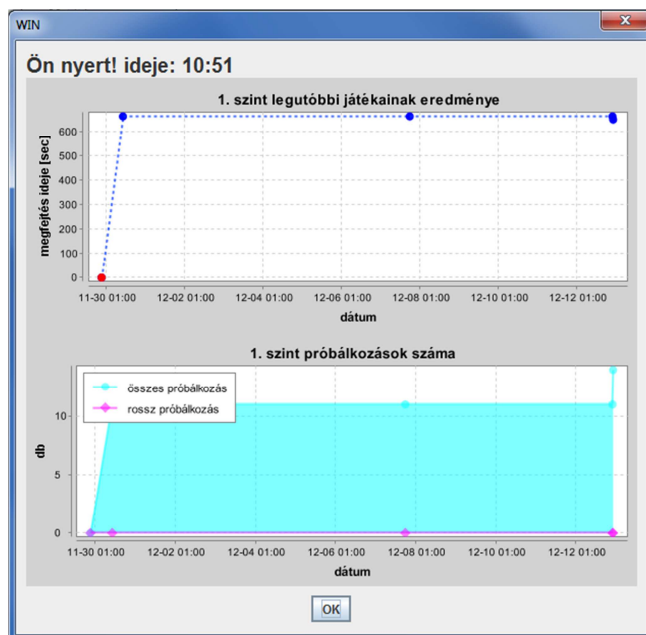 WIN
Ön nyert! ideje: 10:51
1. szint legutóbbi játékainak eredménye
megfejtés ideje [sec]
600
500
400
300
200
100
0
11-30 01:00 12-02 01:00 12-04 01:00 12-06 01:00 12-08 01:00 12-10 01:00 12-12 01:00
dátum
1. szint próbálkozások száma
összes próbálkozás
rossz próbálkozás
db
10
5
0
11-30 01:00 12-02 01:00 12-04 01:00 12-06 01:00 12-08 01:00 12-10 01:00 12-12 01:00
dátum
OK